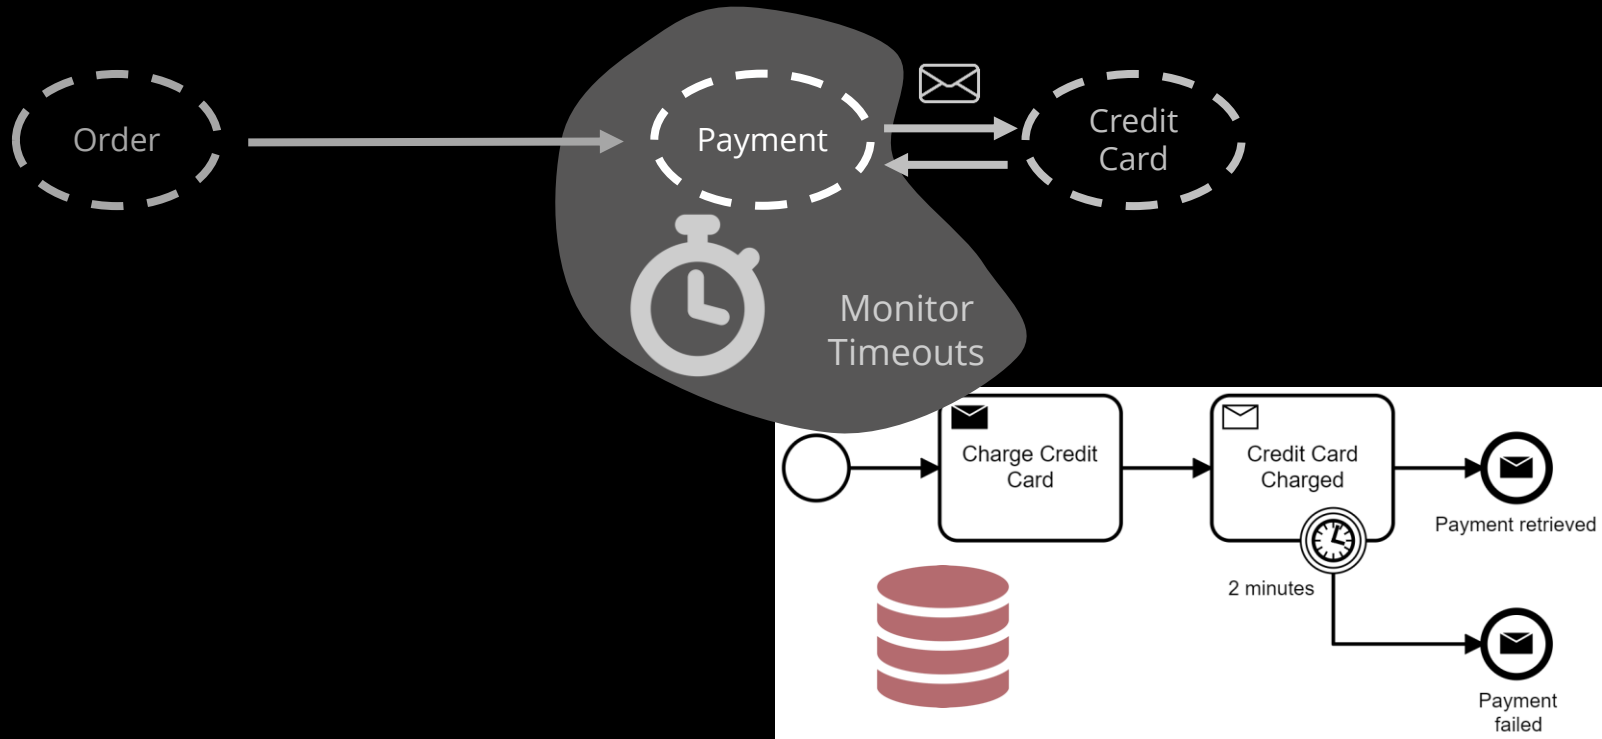 Order
Payment
Credit
Card
Monitor
Timeouts
Charge Credit
Card
Credit Card
Charged
Payment retrieved
2 minutes
Payment
failed